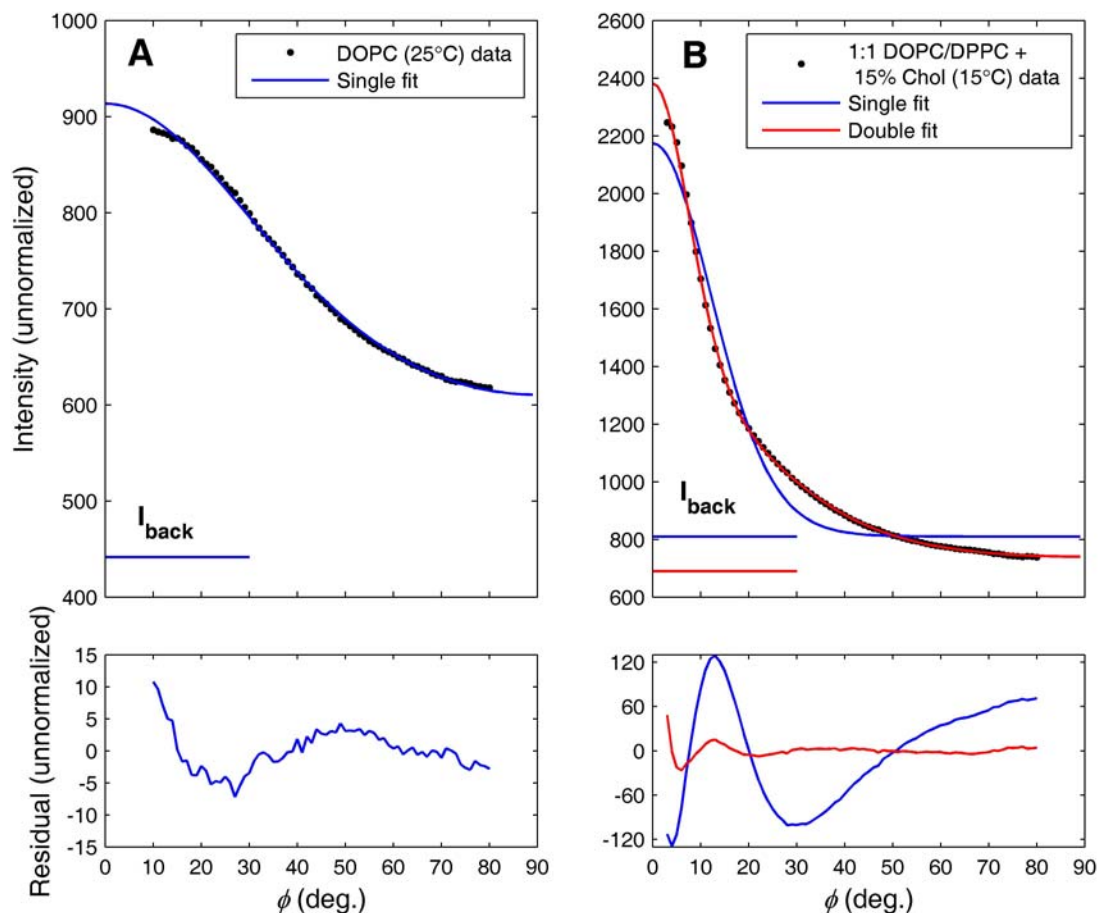 A
DOPC (25°C) data
Single fit
I_back
Intensity (unnormalized)
1000
900
800
700
600
500
400
15
10
5
0
-5
-10
-15
Residual (unnormalized)
0 10 20 30 40 50 60 70 80 90
ϕ (deg.)
B
1:1 DOPC/DPPC +
15% Chol (15°C) data
Single fit
Double fit
I_back
2600
2400
2200
2000
1800
1600
1400
1200
1000
800
600
120
60
0
-60
-120
0 10 20 30 40 50 60 70 80 90
ϕ (deg.)